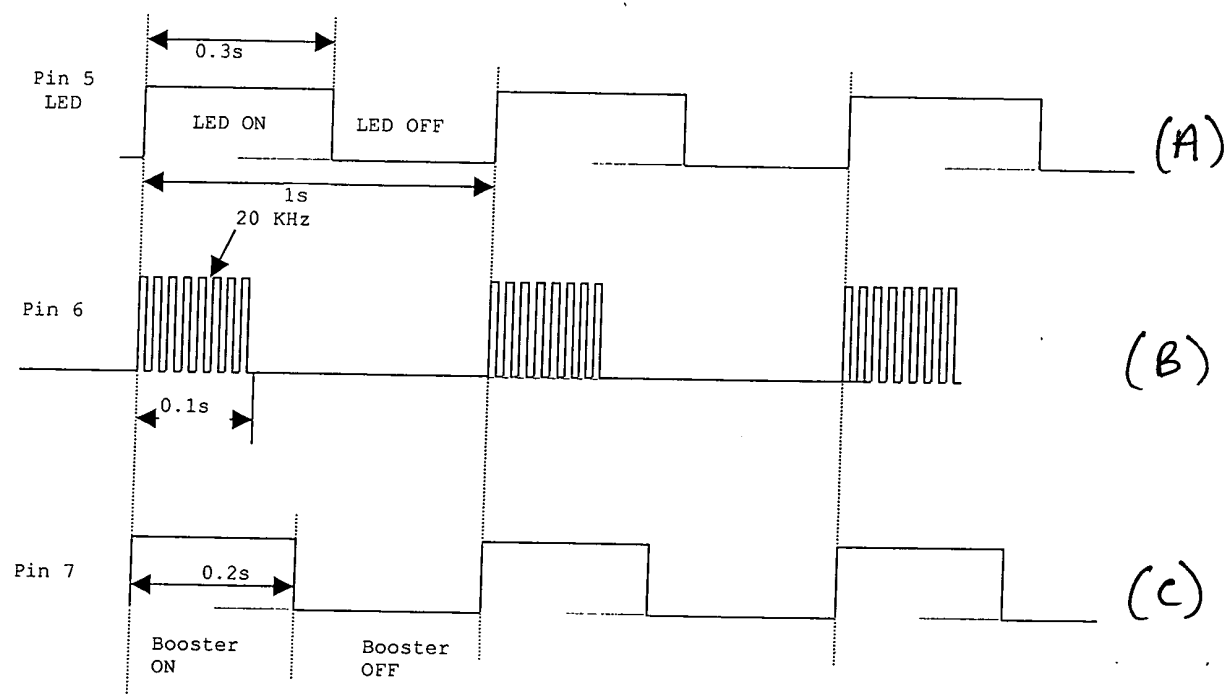 0.3s
Pin 5
LED
LED ON
LED OFF
(A)
1s
20 KHz
Pin 6
(B)
0.1s
Pin 7
0.2s
(C)
Booster
ON
Booster
OFF